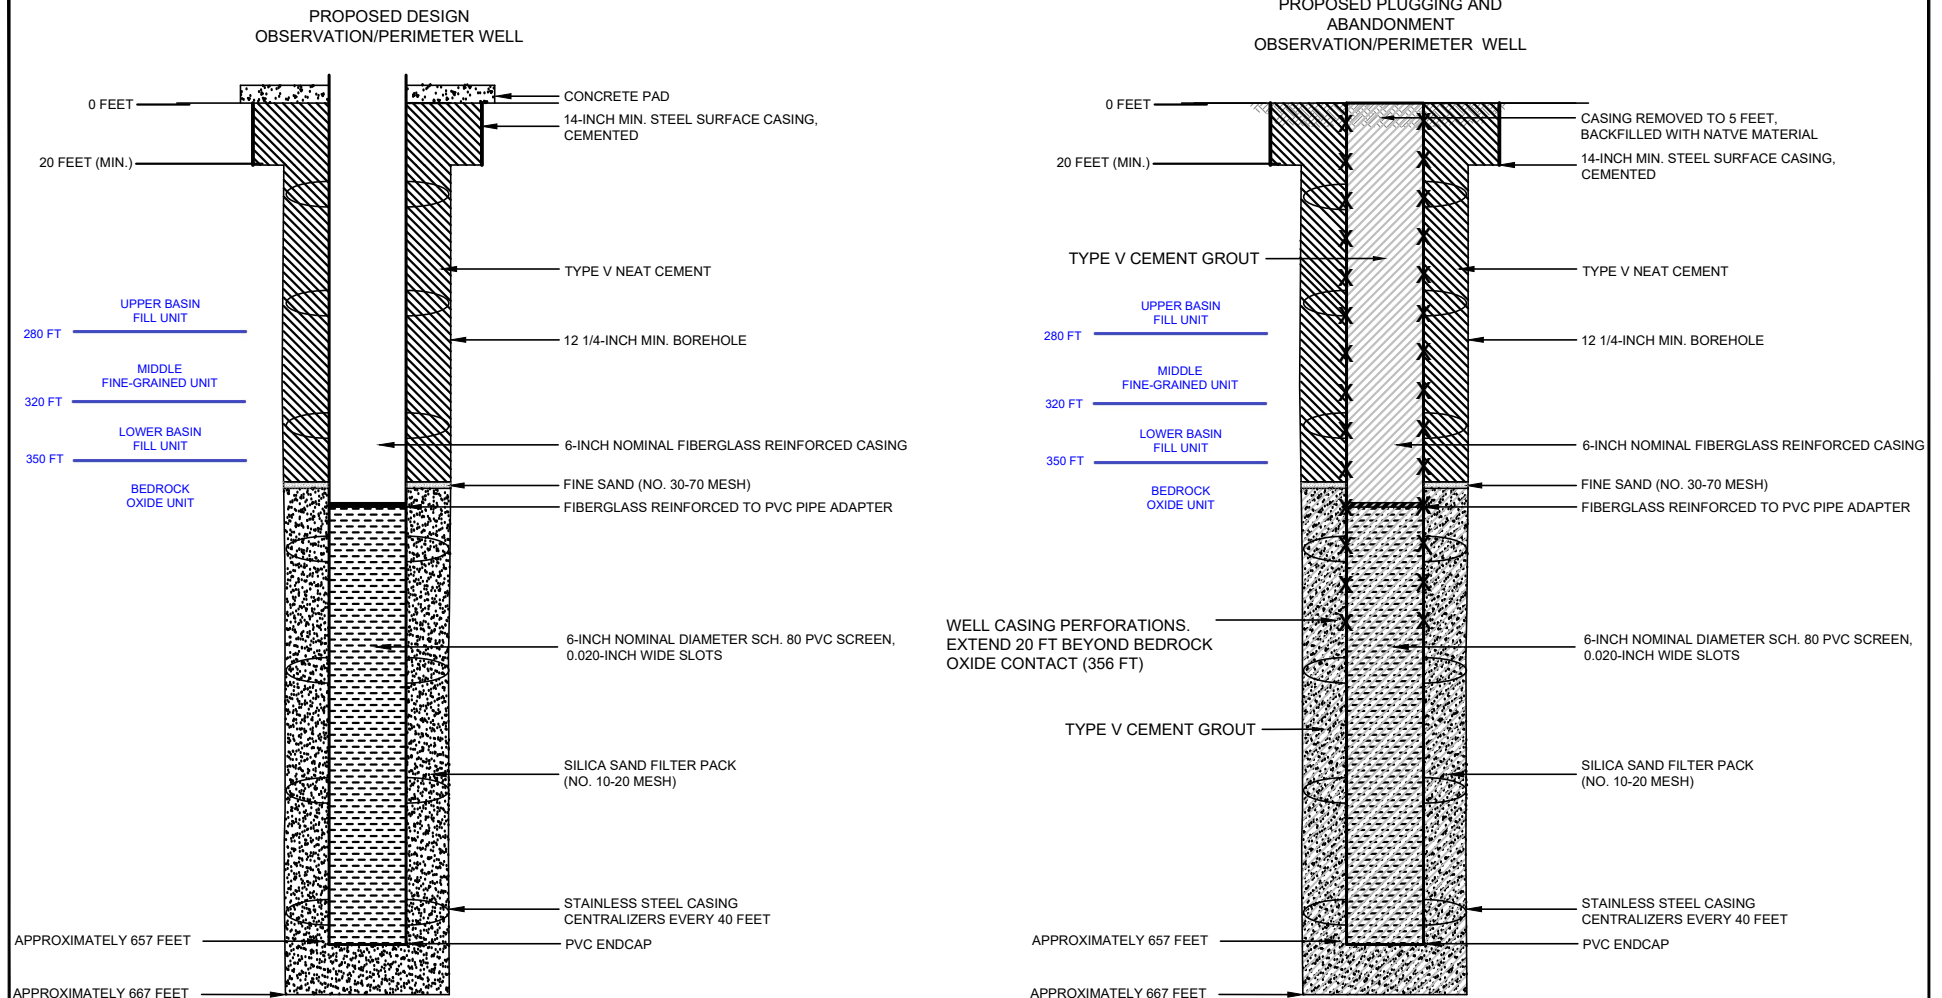 PROPOSED DESIGN
OBSERVATION/PERIMETER WELL
0 FEET
20 FEET (MIN.)
CONCRETE PAD
14-INCH MIN. STEEL SURFACE CASING,
CEMENTED
TYPE V NEAT CEMENT
UPPER BASIN
FILL UNIT
280 FT
12 1/4-INCH MIN. BOREHOLE
MIDDLE
FINE-GRAINED UNIT
320 FT
LOWER BASIN
FILL UNIT
350 FT
6-INCH NOMINAL FIBERGLASS REINFORCED CASING
BEDROCK
OXIDE UNIT
FINE SAND (NO. 30-70 MESH)
FIBERGLASS REINFORCED TO PVC PIPE ADAPTER
6-INCH NOMINAL DIAMETER SCH. 80 PVC SCREEN,
0.020-INCH WIDE SLOTS
SILICA SAND FILTER PACK
(NO. 10-20 MESH)
STAINLESS STEEL CASING
CENTRALIZERS EVERY 40 FEET
APPROXIMATELY 657 FEET
PVC ENDCAP
APPROXIMATELY 667 FEET
PROPOSED PLUGGING AND
ABANDONMENT
OBSERVATION/PERIMETER WELL
0 FEET
20 FEET (MIN.)
CASING REMOVED TO 5 FEET,
BACKFILLED WITH NATVE MATERIAL
14-INCH MIN. STEEL SURFACE CASING,
CEMENTED
TYPE V CEMENT GROUT
TYPE V NEAT CEMENT
UPPER BASIN
FILL UNIT
280 FT
12 1/4-INCH MIN. BOREHOLE
MIDDLE
FINE-GRAINED UNIT
320 FT
LOWER BASIN
FILL UNIT
350 FT
6-INCH NOMINAL FIBERGLASS REINFORCED CASING
BEDROCK
OXIDE UNIT
FINE SAND (NO. 30-70 MESH)
FIBERGLASS REINFORCED TO PVC PIPE ADAPTER
WELL CASING PERFORATIONS.
EXTEND 20 FT BEYOND BEDROCK
OXIDE CONTACT (356 FT)
6-INCH NOMINAL DIAMETER SCH. 80 PVC SCREEN,
0.020-INCH WIDE SLOTS
TYPE V CEMENT GROUT
SILICA SAND FILTER PACK
(NO. 10-20 MESH)
STAINLESS STEEL CASING
CENTRALIZERS EVERY 40 FEET
APPROXIMATELY 657 FEET
PVC ENDCAP
APPROXIMATELY 667 FEET